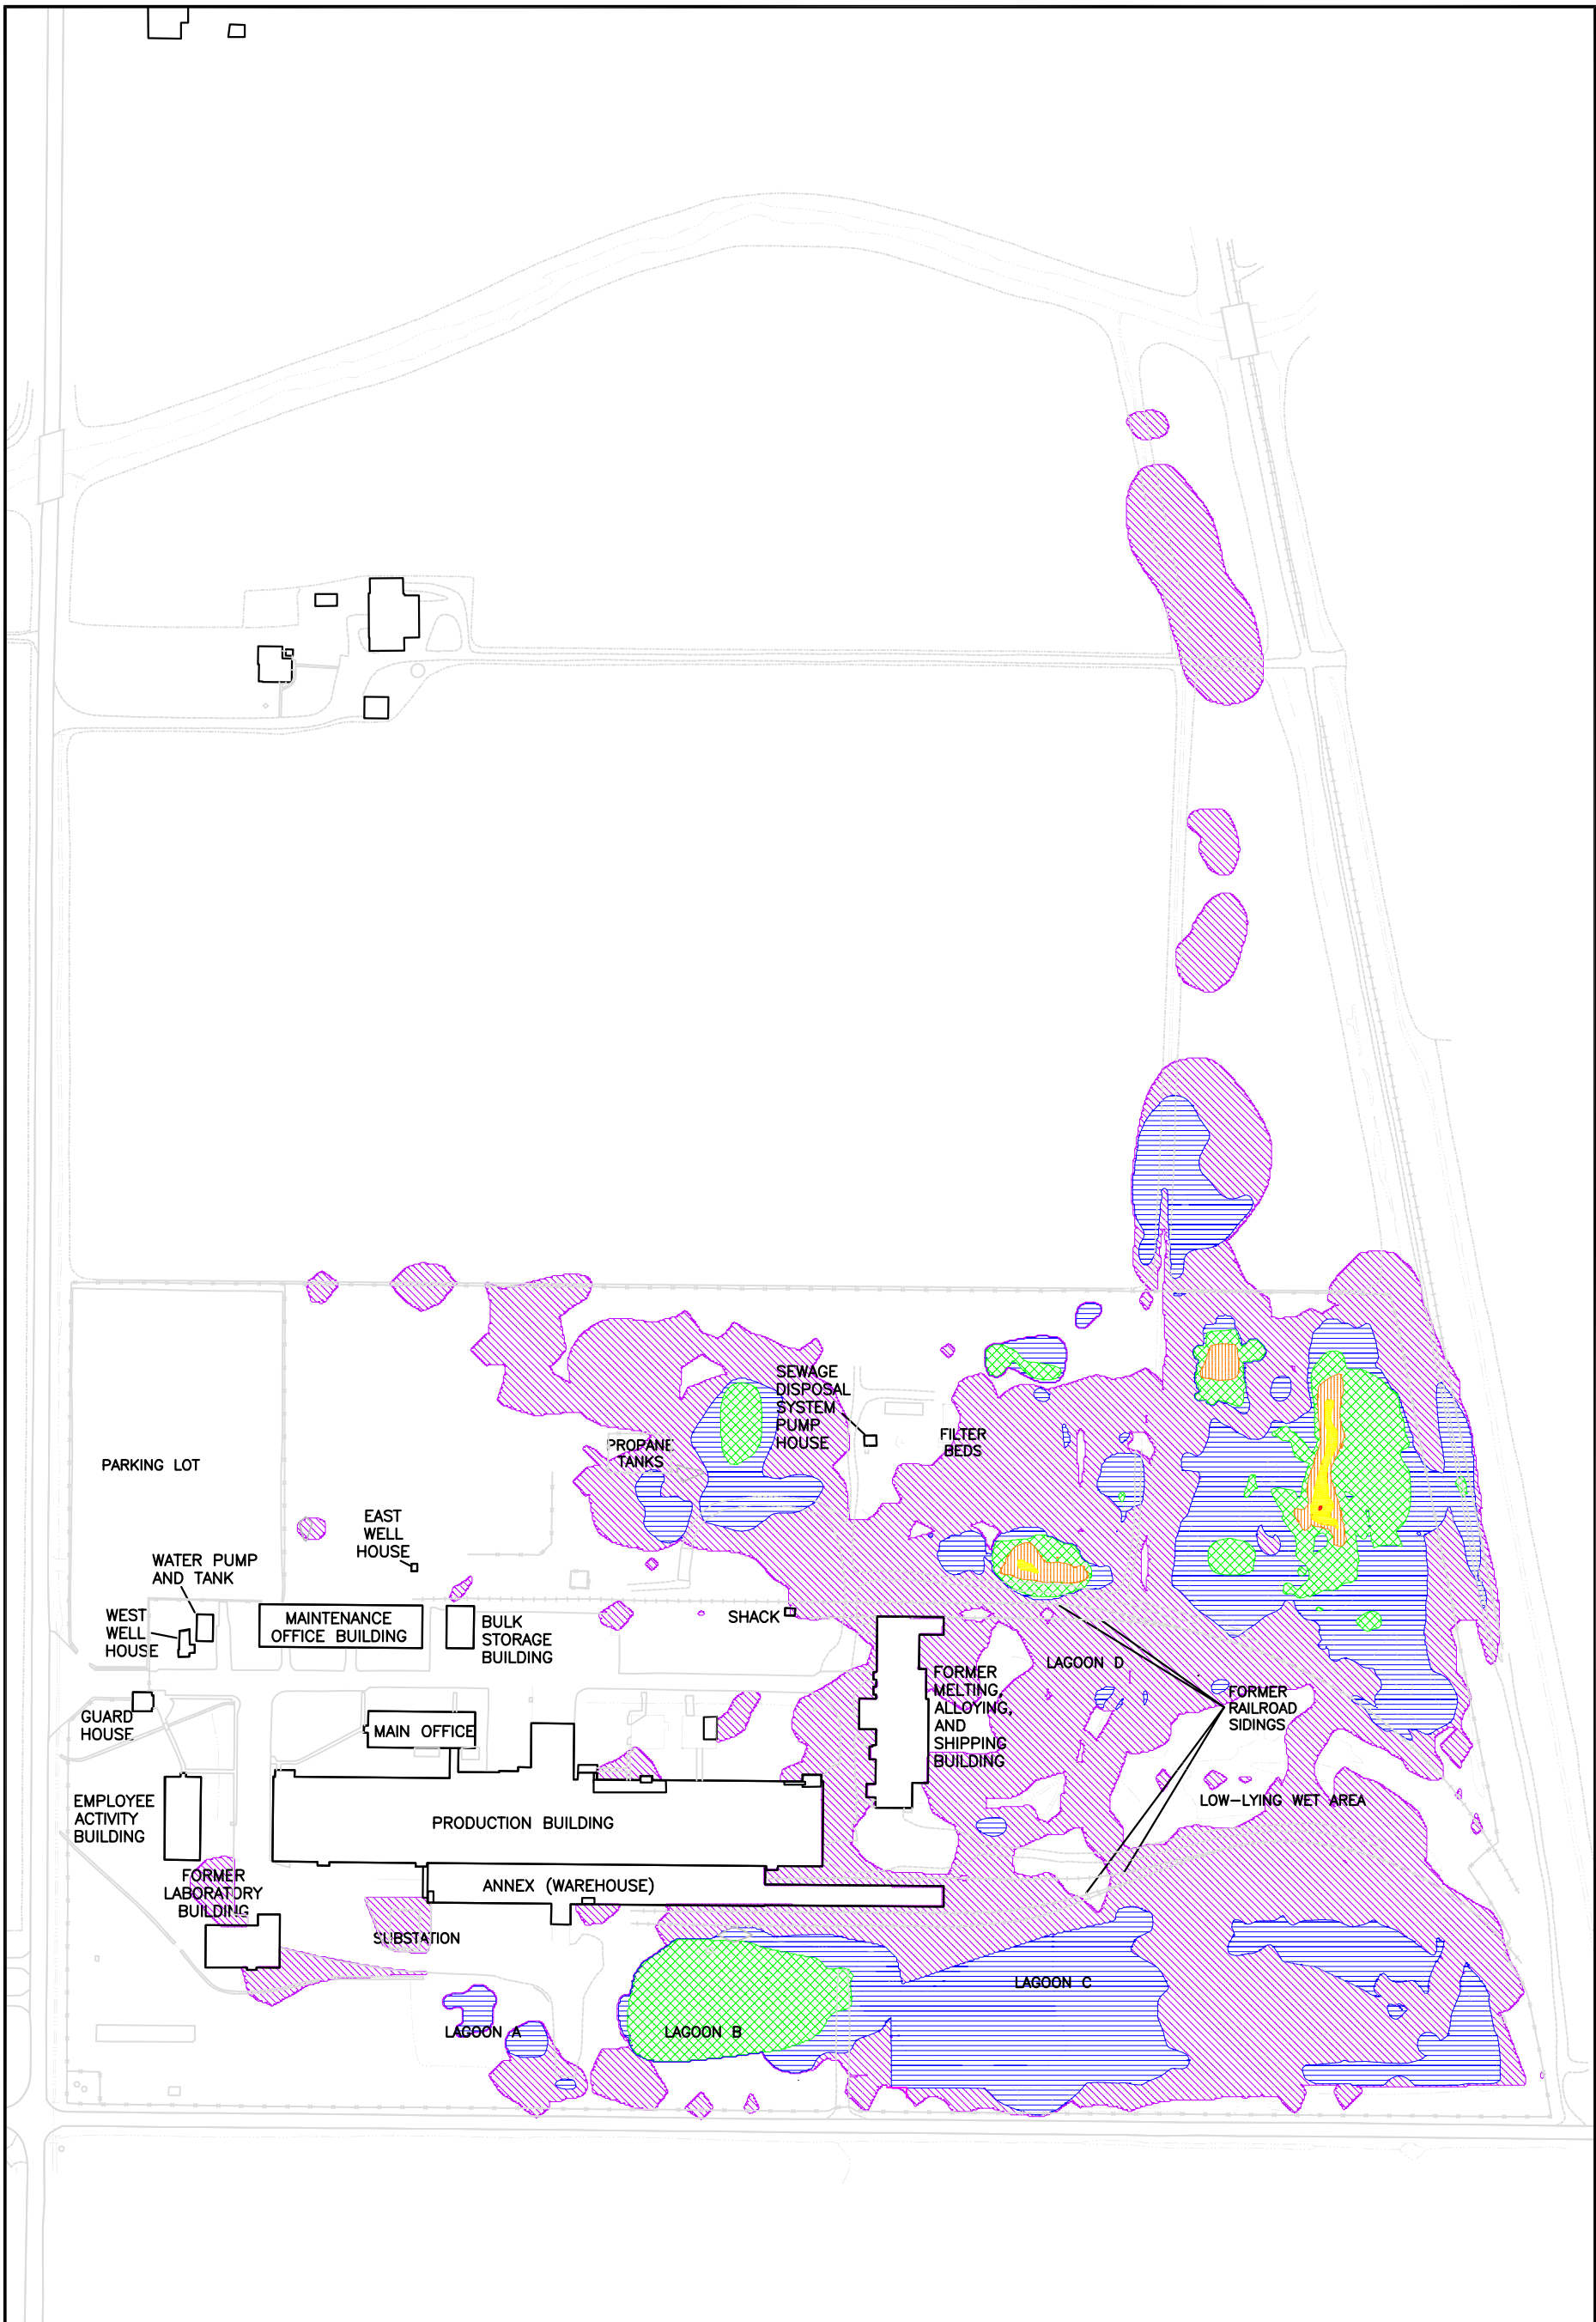 SEWAGE
DISPOSAL
SYSTEM
PUMP
HOUSE
FILTER
BEDS
PROPANE
TANKS
PARKING LOT
EAST
WELL
HOUSE
WATER PUMP
AND TANK
WEST
WELL
HOUSE
MAINTENANCE
OFFICE BUILDING
BULK
STORAGE
BUILDING
SHACK
LAGOON D
FORMER
MELTING,
ALLOYING,
AND
SHIPPING
BUILDING
FORMER
RAILROAD
SIDINGS
GUARD
HOUSE
MAIN OFFICE
EMPLOYEE
ACTIVITY
BUILDING
PRODUCTION BUILDING
LOW-LYING WET AREA
FORMER
LABORATORY
BUILDING
ANNEX (WAREHOUSE)
SUBSTATION
LAGOON C
LAGOON A
LAGOON B